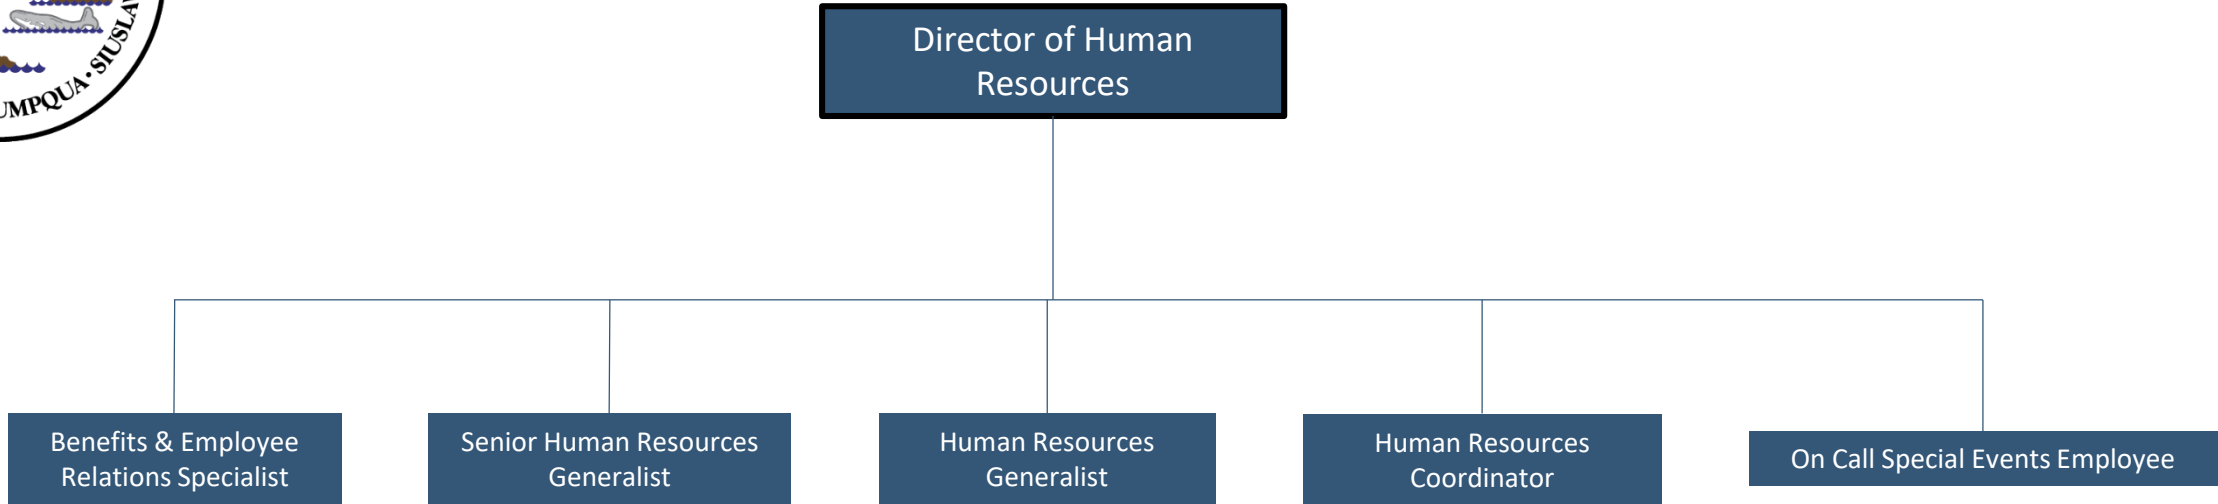 UMPQUA · SIUSLAW
Director of Human
Resources
Benefits & Employee
Relations Specialist
Senior Human Resources
Generalist
Human Resources
Generalist
Human Resources
Coordinator
On Call Special Events Employee